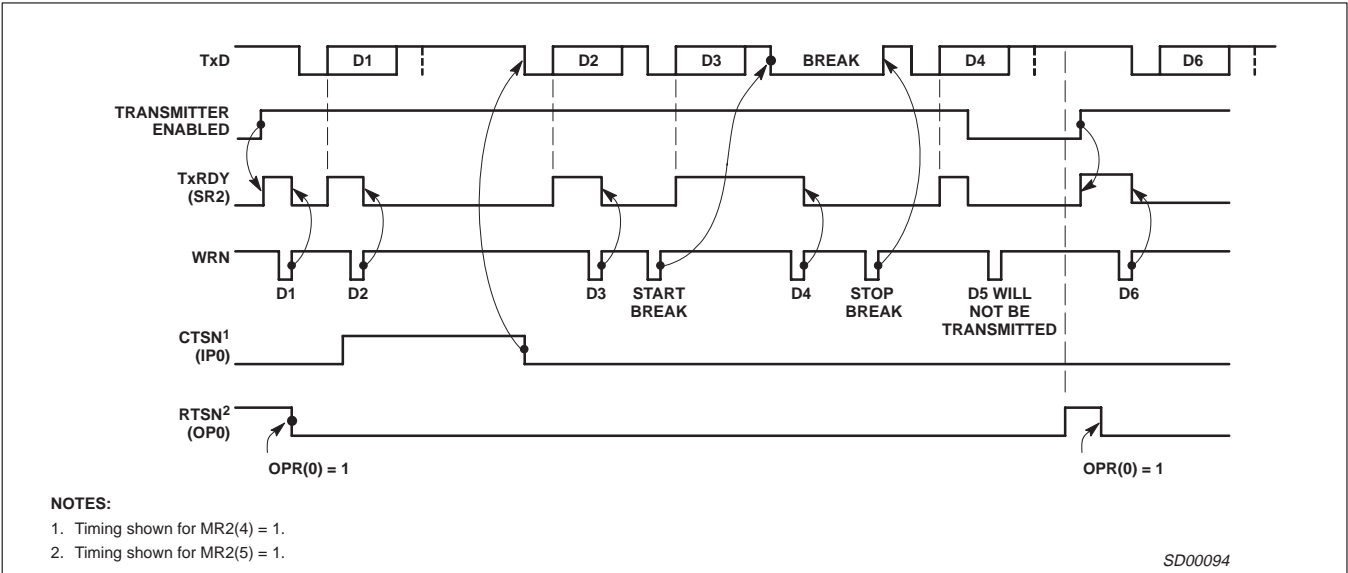 TxD D1 D2 D3 BREAK D4 D6
TRANSMITTER
ENABLED
TxRDY
(SR2)
WRN
D1 D2 D3 START
BREAK D4 STOP
BREAK D5 WILL
NOT BE
TRANSMITTED D6
CTSN1
(IP0)
RTSN2
(OP0)
OPR(0) = 1 OPR(0) = 1
NOTES:
1. Timing shown for MR2(4) = 1.
2. Timing shown for MR2(5) = 1.
SD00094